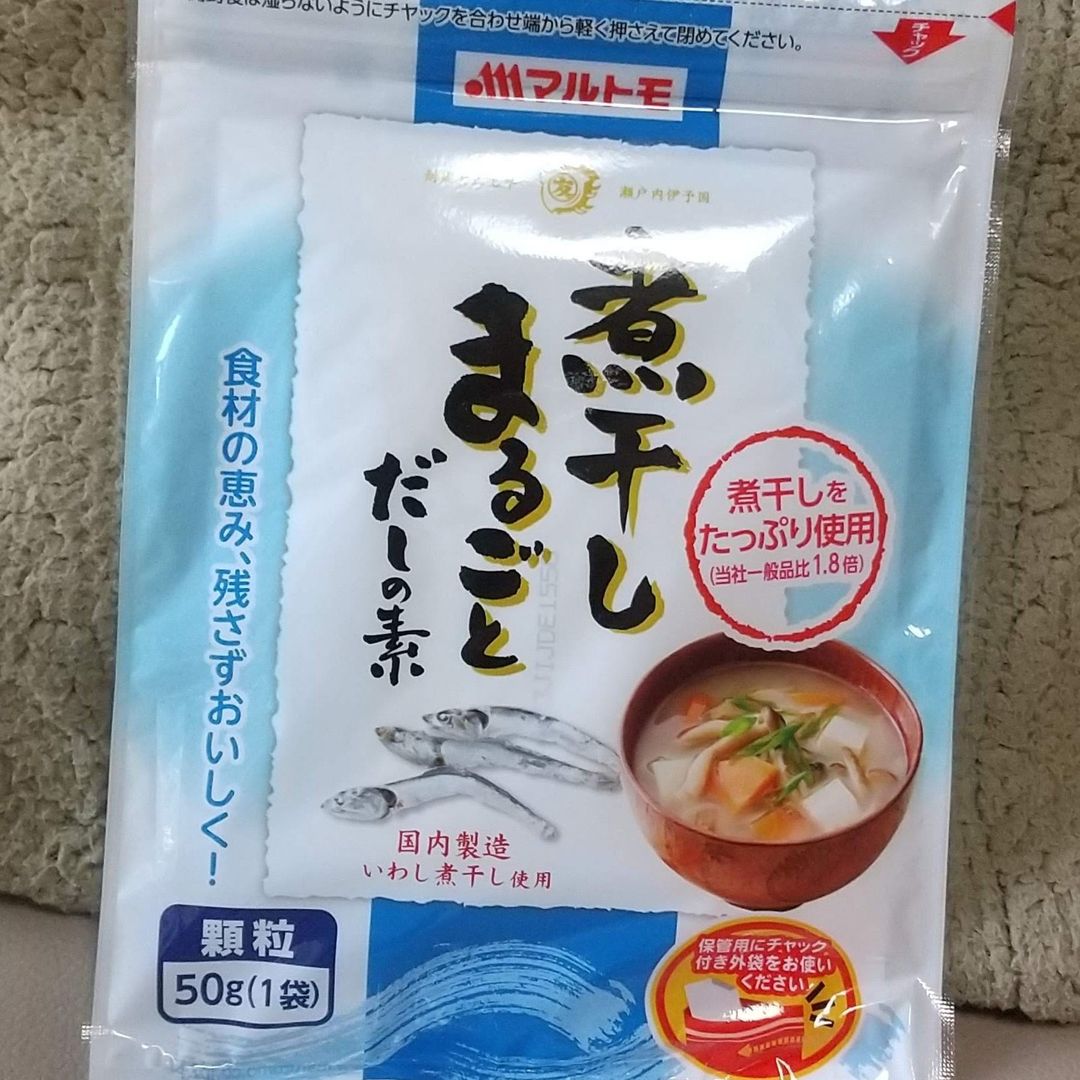 ようにチャックを合わせ端から軽く押さえて閉めてください。
チャック
マルトモ
友
瀬戸内伊予国
煮干し
まるごと
だしの素
食材の恵み、残さずおいしく!
煮干しを
たっぷり使用
(当社一般品比1.8倍)
国内製造
いわし煮干し使用
顆粒
50g(1袋)
保管用にチャック
付き外袋をお使い
ください!